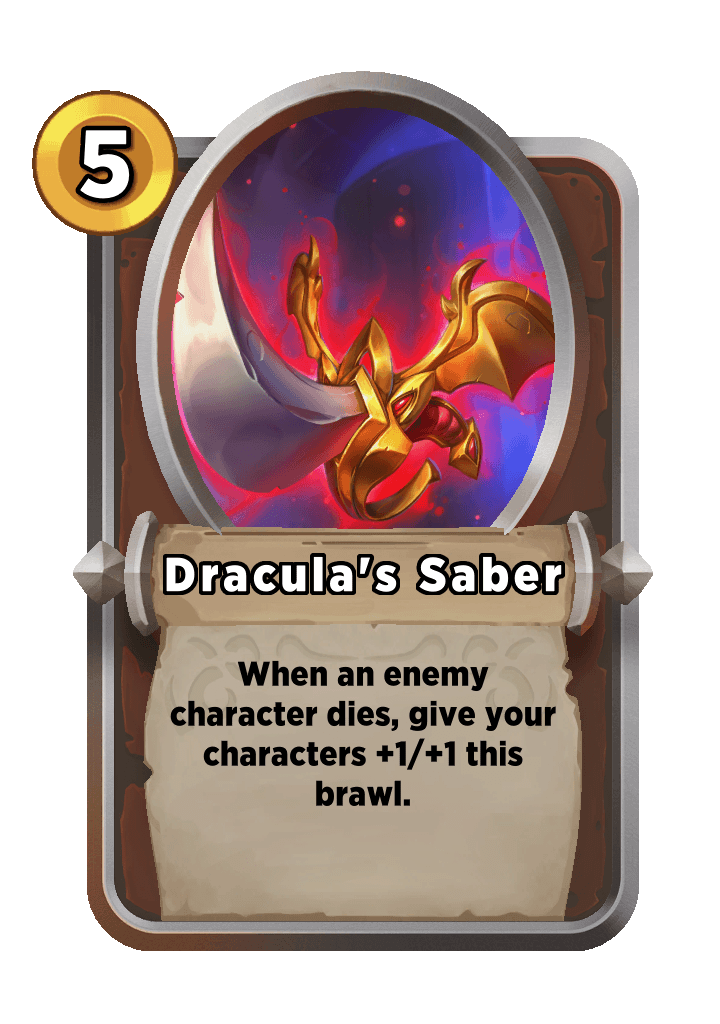 5
Dracula's Saber
When an enemy
character dies, give your
characters +1/+1 this
brawl.